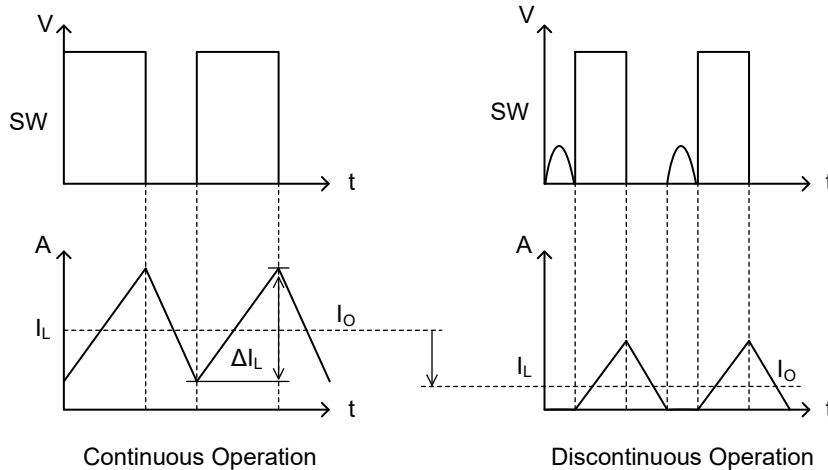 V
SW
t
A
I_L
I_O
ΔI_L
t
Continuous Operation
V
SW
t
A
I_L
I_O
t
Discontinuous Operation